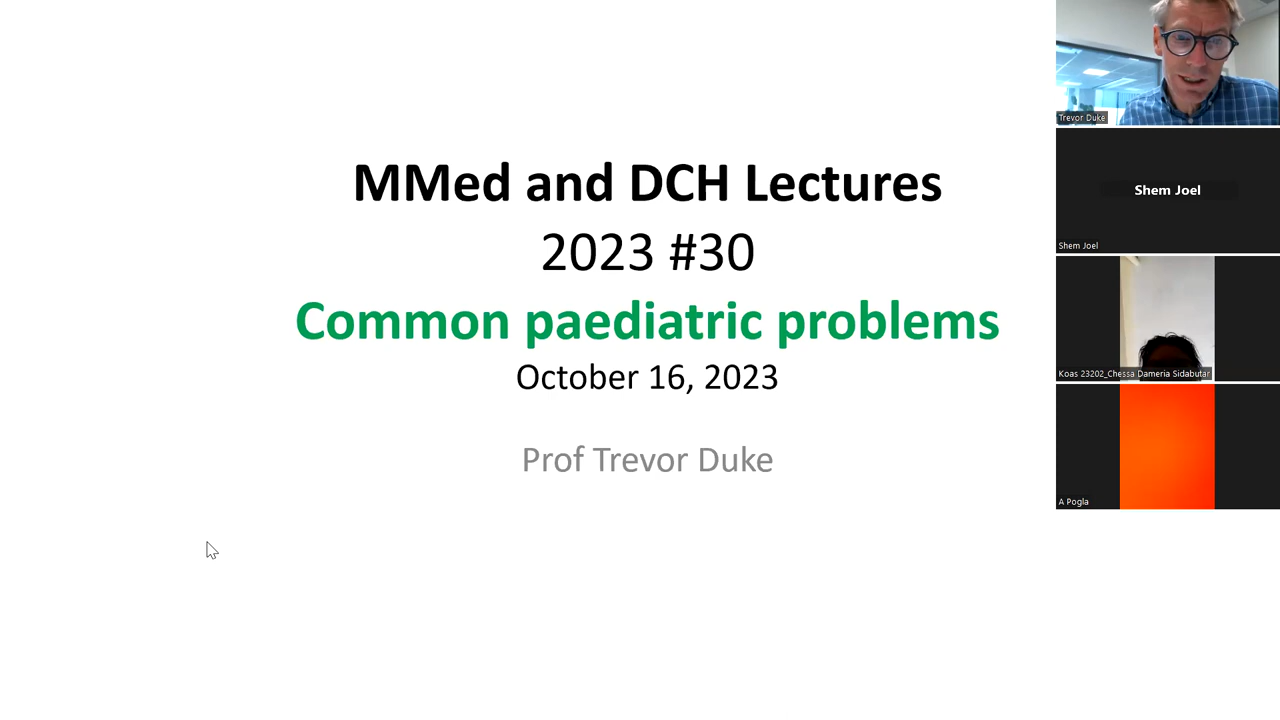 MMed and DCH Lectures
2023 #30
Common paediatric problems
October 16, 2023
Prof Trevor Duke
Trevor Duke
Shem Joel
Shem Joel
Koas 23202_Chessa Dameria Sidabutar
A Pogla